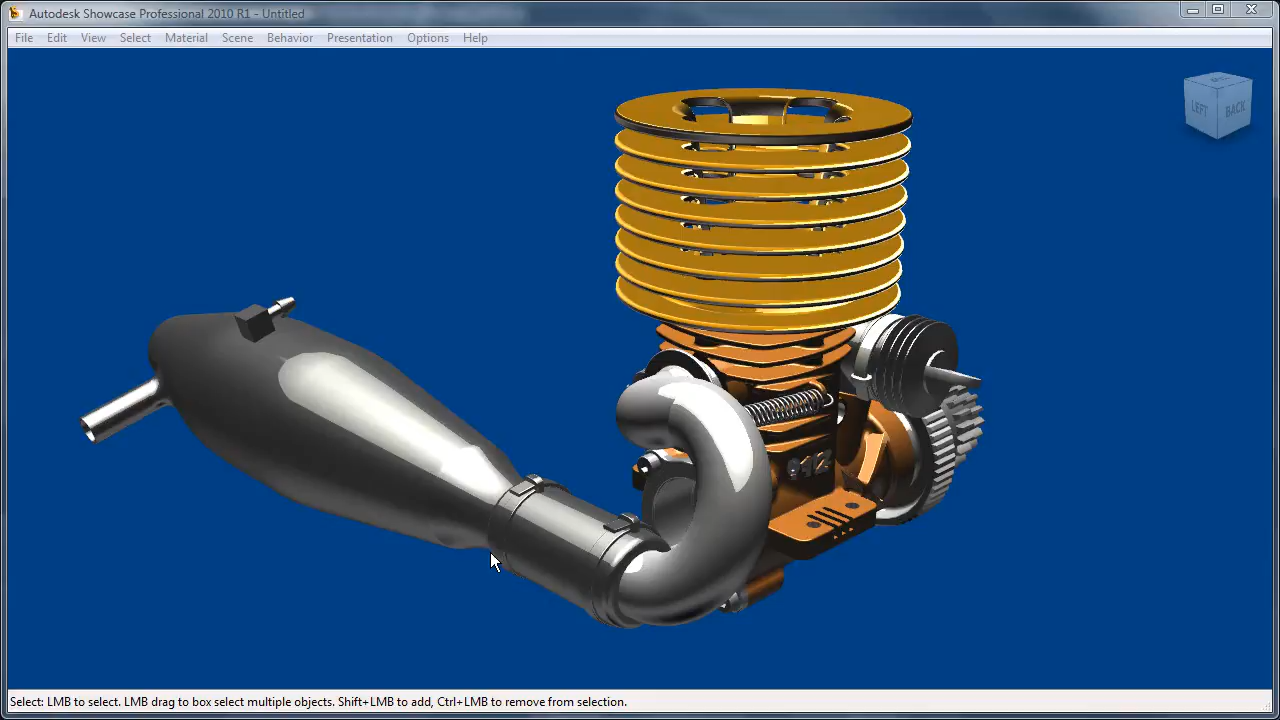 Autodesk Showcase Professional 2010 R1 - Untitled
File Edit View Select Material Scene Behavior Presentation Options Help
LEFT
BACK
912
Select: LMB to select. LMB drag to box select multiple objects. Shift+LMB to add, Ctrl+LMB to remove from selection.